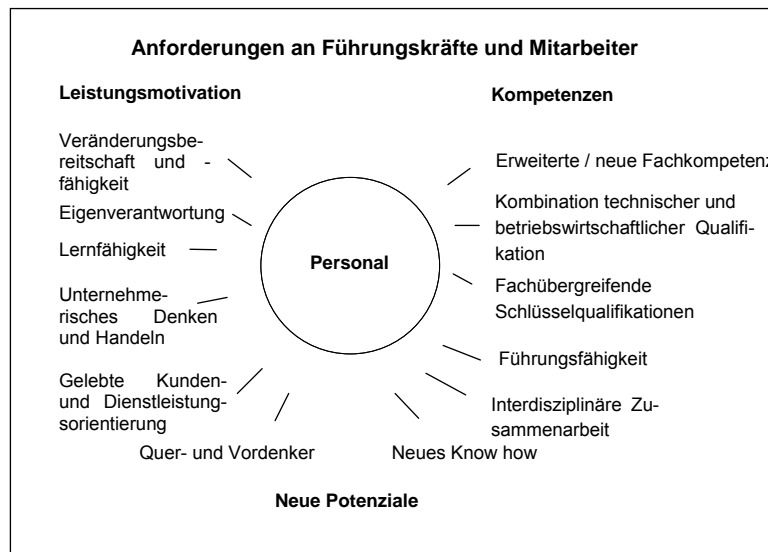 Anforderungen an Führungskräfte und Mitarbeiter
Leistungsmotivation
Veränderungsbe-
reitschaft und -
fähigkeit
Eigenverantwortung
Lernfähigkeit
Unternehme-
risches Denken
und Handeln
Gelebte Kunden-
und Dienstleistung-
sorientierung
Quer- und Vordenker
Personal
Kompetenzen
Erweiterte / neue Fachkompetenz
Kombination technischer und
betriebswirtschaftlicher Qualifi-
kation
Fachübergreifende
Schlüsselqualifikationen
Führungsfähigkeit
Interdisziplinäre Zu-
sammenarbeit
Neues Know how
Neue Potenziale